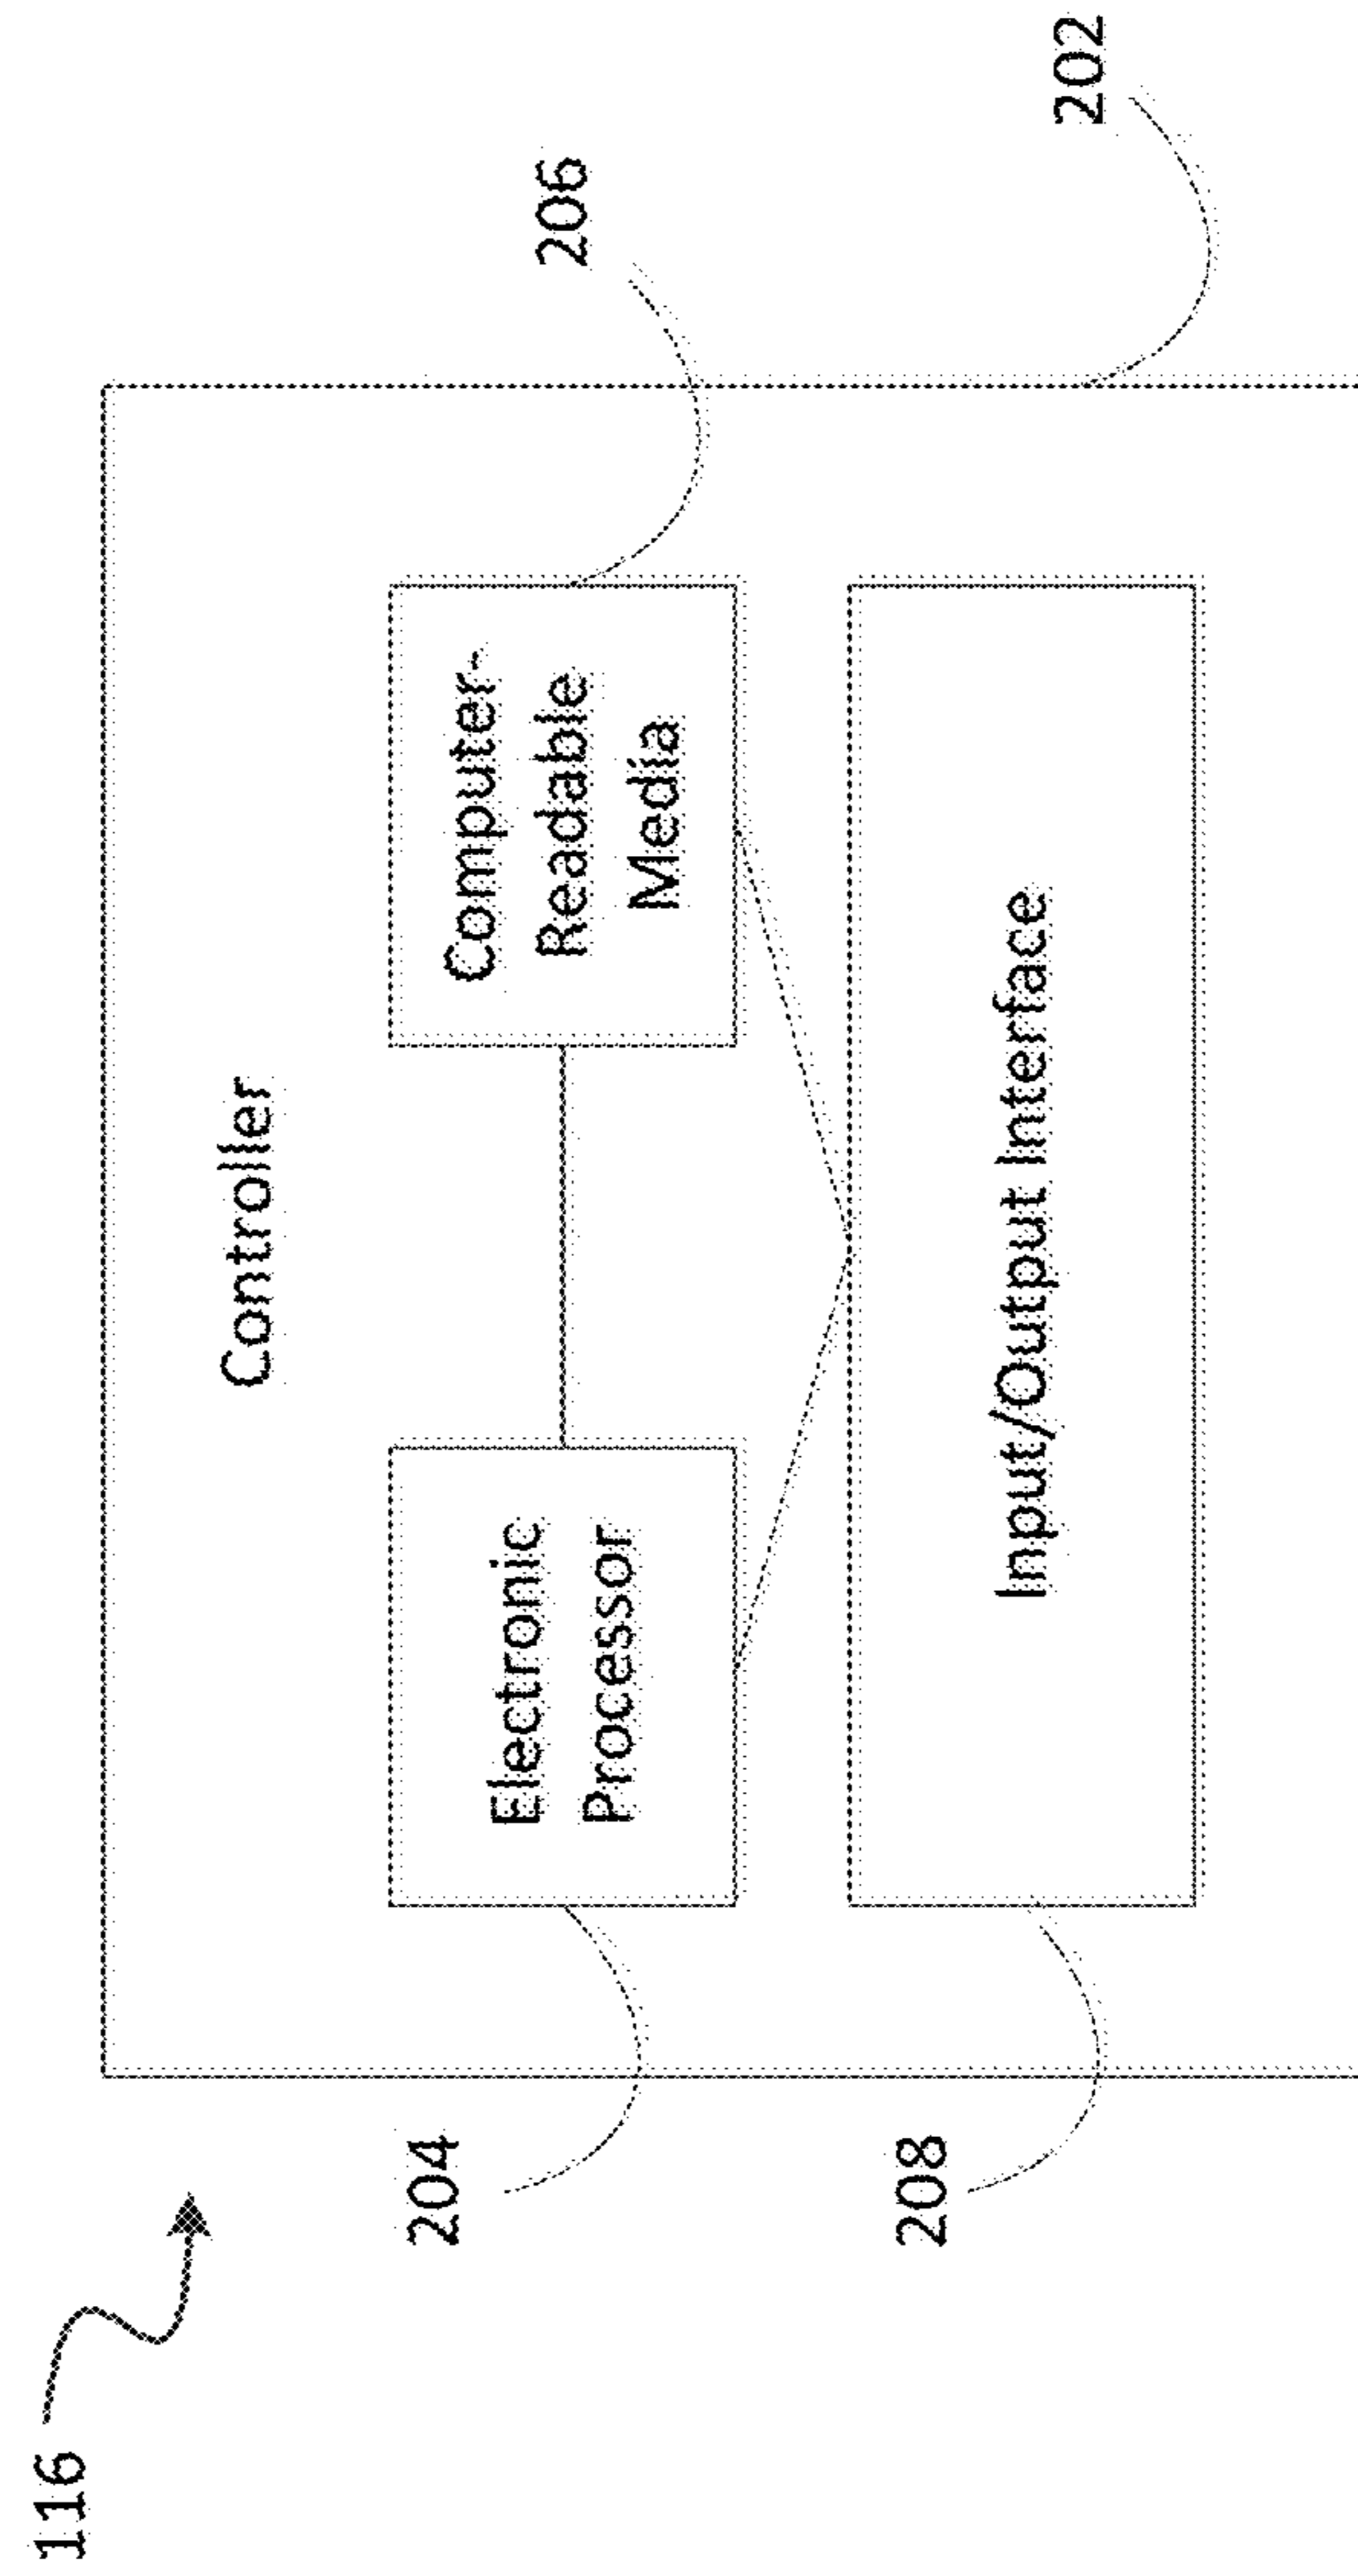 116
Controller
202
204
Electronic
Processor
Computer-
Readable
Media
206
208
Input/Output Interface